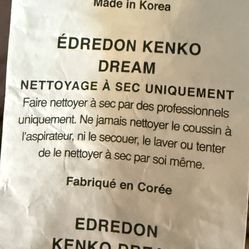 Made in Korea
ÉDREDON KENKO
DREAM
NETTOYAGE À SEC UNIQUEMENT
Faire nettoyer à sec par des professionnels
uniquement. Ne jamais nettoyer le coussin à
l'aspirateur, ni le secouer, le laver ou tenter
de le nettoyer à sec par soi même.
Fabriqué en Corée
EDREDON
KENKO DREAM